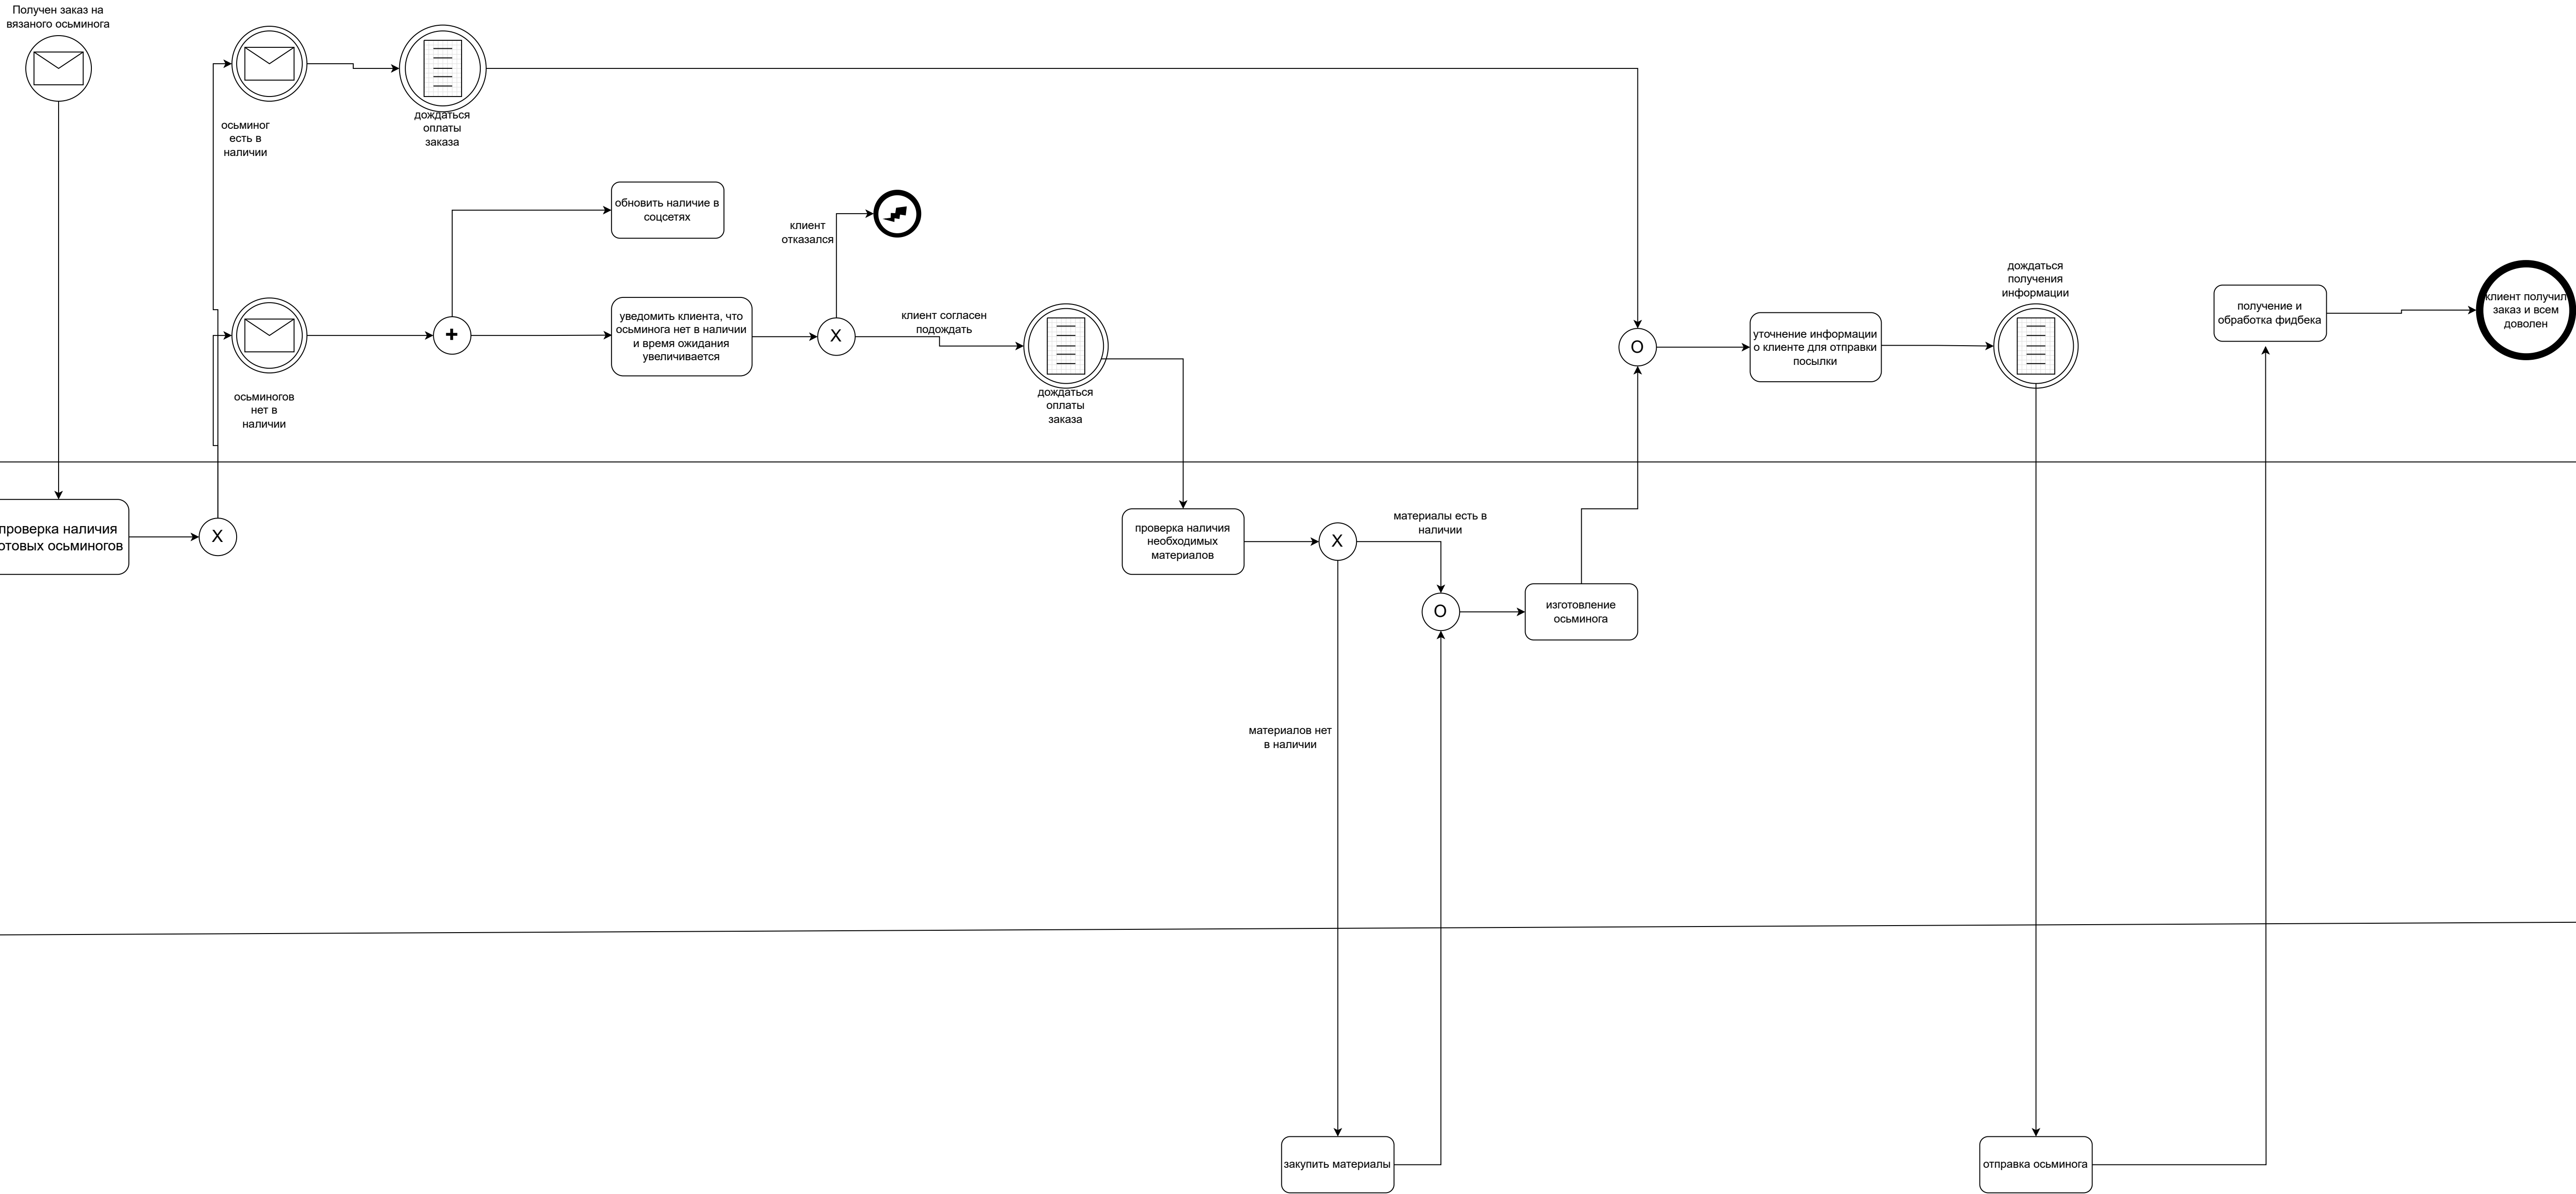 Получен заказ на
вязаного осьминога
осьминог
есть в
наличии
дождаться
оплаты
заказа
обновить наличие в
соцсетях
клиент
отказался
уведомить клиента, что
осьминога нет в наличии
и время ожидания
увеличивается
X
клиент согласен
подождать
дождаться
оплаты
заказа
осьминогов
нет в
наличии
O
уточнение информации
о клиенте для отправки
посылки
дождаться
получения
информации
получение и
обработка фидбека
клиент получил
заказ и всем
доволен
проверка наличия
отовых осьминогов
X
проверка наличия
необходимых
материалов
X
материалы есть в
наличии
O
изготовление
осьминога
материалов нет
в наличии
закупить материалы
отправка осьминога